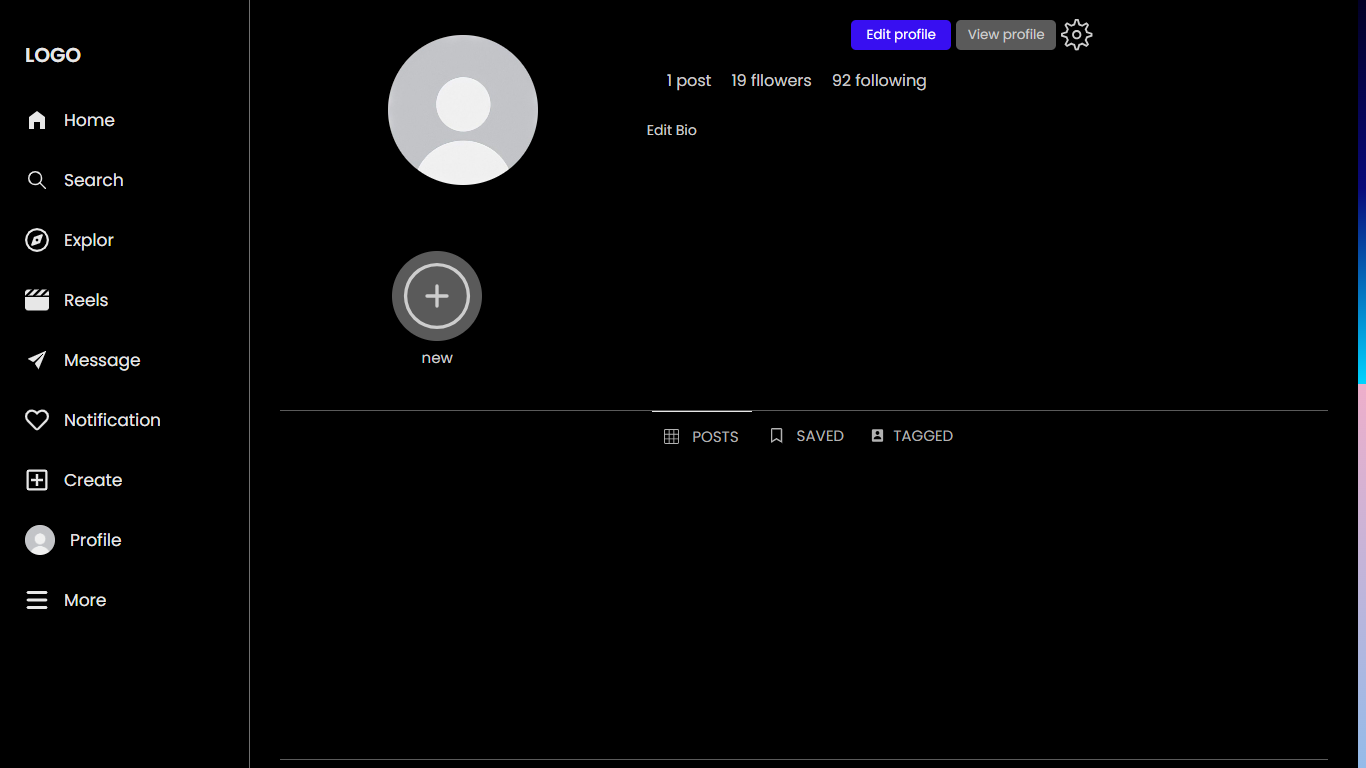 LOGO
Home
Search
Explor
Reels
Message
Notification
Create
Profile
More
Edit profile View profile
1 post 19 fllowers 92 following
Edit Bio
new
POSTS SAVED TAGGED